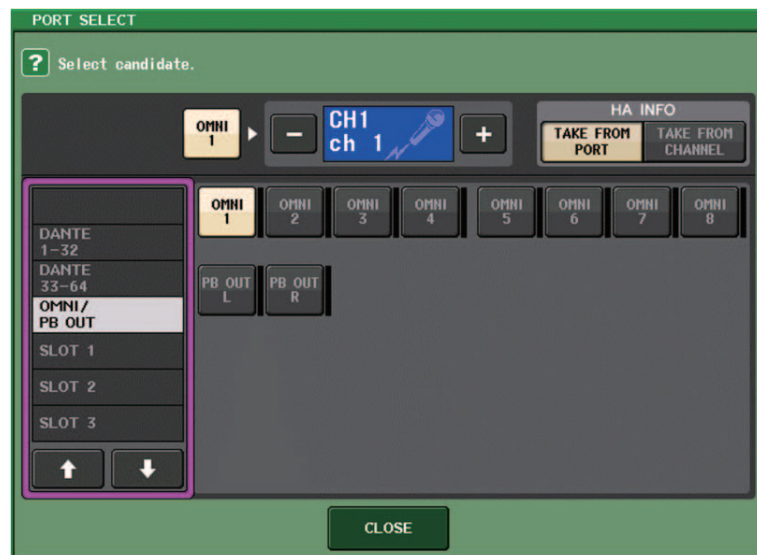 PORT SELECT
? Select candidate.
OMNI
1
−
CH1
ch 1
+
HA INFO
TAKE FROM
PORT
TAKE FROM
CHANNEL
DANTE
1-32
DANTE
33-64
OMNI/
PB OUT
SLOT 1
SLOT 2
SLOT 3
OMNI
1
OMNI
2
OMNI
3
OMNI
4
OMNI
5
OMNI
6
OMNI
7
OMNI
8
PB OUT
L
PB OUT
R
CLOSE